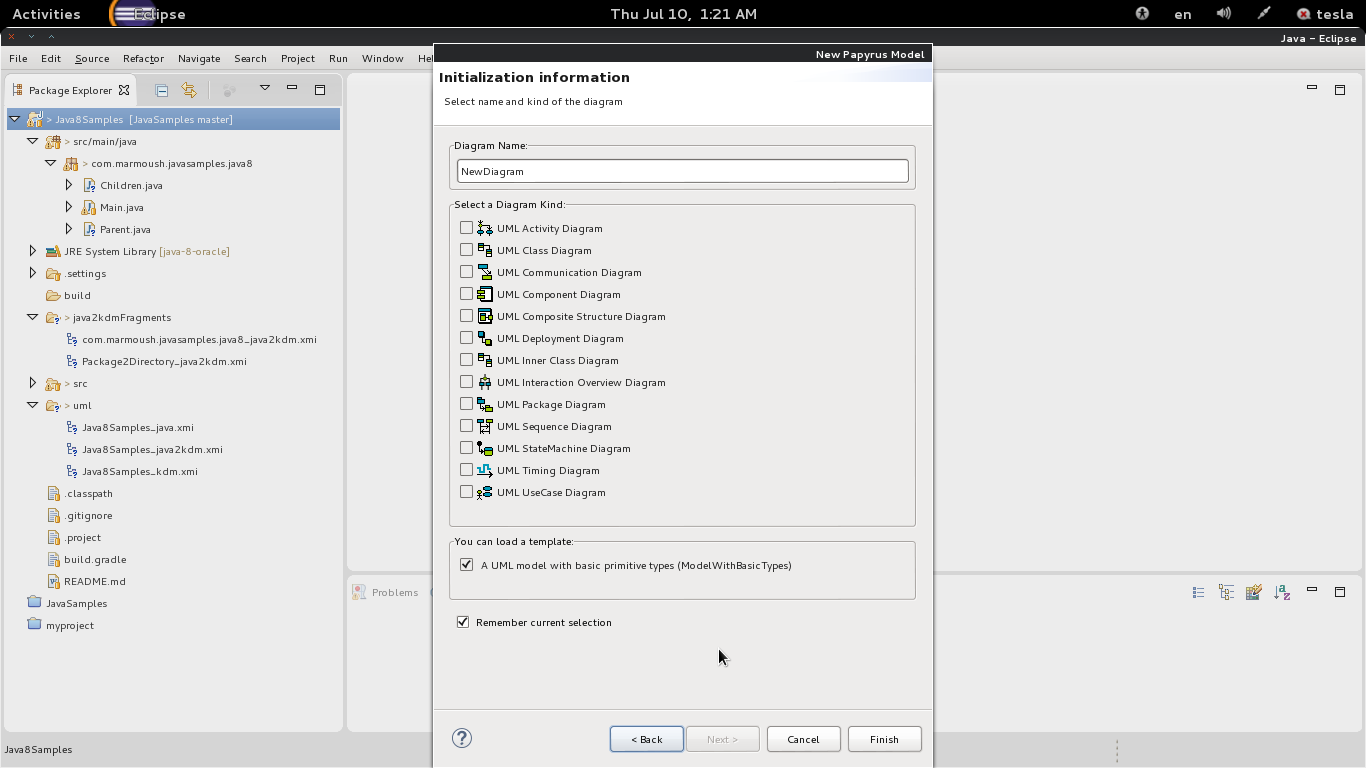 Activities
Eclipse
Thu Jul 10, 1:21 AM
en
tesla
Java - Eclipse
File Edit Source Refactor Navigate Search Project Run Window
Package Explorer
> Java8Samples [JavaSamples master]
> src/main/java
> com.marmoush.javasamples.java8
Children.java
Main.java
Parent.java
JRE System Library [java-8-oracle]
.settings
build
> java2kdmFragments
com.marmoush.javasamples.java8_java2kdm.xmi
Package2Directory_java2kdm.xmi
> src
> uml
Java8Samples_java.xmi
Java8Samples_java2kdm.xmi
Java8Samples_kdm.xmi
.classpath
.gitignore
.project
build.gradle
README.md
JavaSamples
myproject
Java8Samples
New Papyrus Model
Initialization information
Select name and kind of the diagram
Diagram Name:
NewDiagram
Select a Diagram Kind:
UML Activity Diagram
UML Class Diagram
UML Communication Diagram
UML Component Diagram
UML Composite Structure Diagram
UML Deployment Diagram
UML Inner Class Diagram
UML Interaction Overview Diagram
UML Package Diagram
UML Sequence Diagram
UML StateMachine Diagram
UML Timing Diagram
UML UseCase Diagram
You can load a template:
A UML model with basic primitive types (ModelWithBasicTypes)
Remember current selection
< Back
Next >
Cancel
Finish
Problems